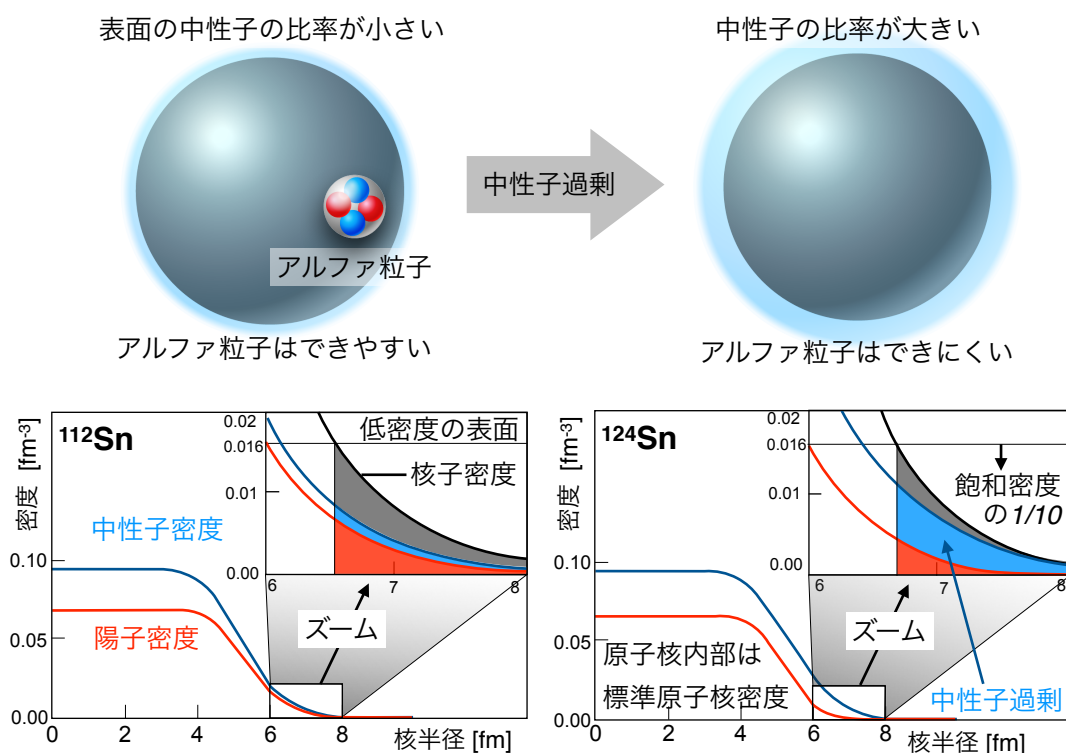 表面の中性子の比率が小さい
中性子の比率が大きい
中性子過剰
アルファ粒子
アルファ粒子はできやすい
アルファ粒子はできにくい
密度 [fm-3]
112Sn
0.02
0.016
0.01
0.00
低密度の表面
核子密度
中性子密度
0.10
6
7
8
陽子密度
ズーム
0.05
0.00
0
2
4
6
8
核半径 [fm]
密度 [fm-3]
124Sn
0.02
0.016
0.01
0.00
飽和密度
の1/10
0.10
6
7
8
ズーム
0.05
原子核内部は
標準原子核密度
中性子過剰
0.00
0
2
4
6
8
核半径 [fm]